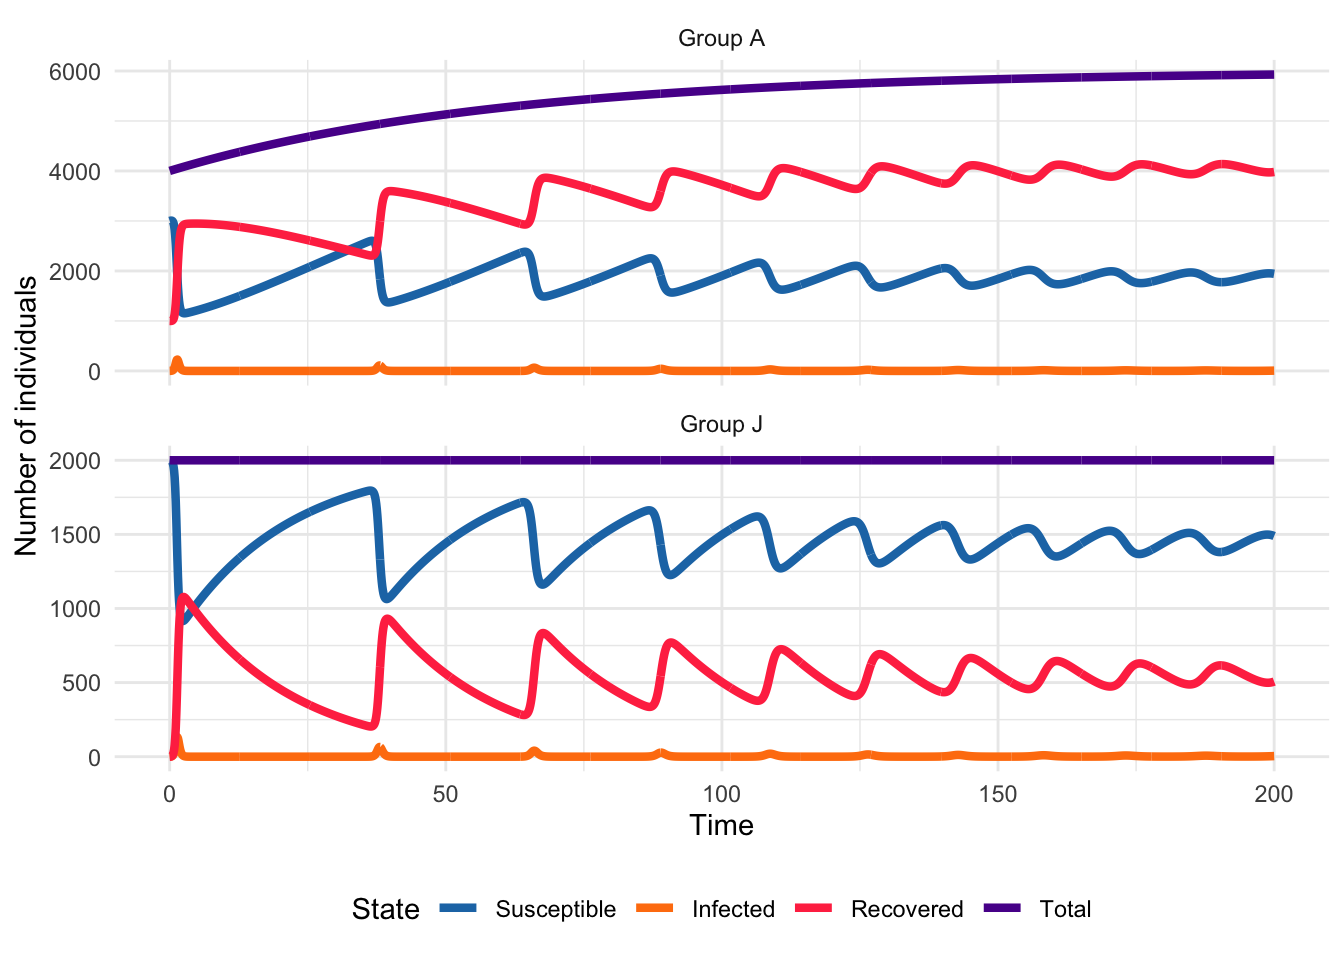 Group A
6000
4000
2000
0
Group J
2000
1500
1000
500
0
Number of individuals
0 50 100 150 200
Time
State Susceptible Infected Recovered Total